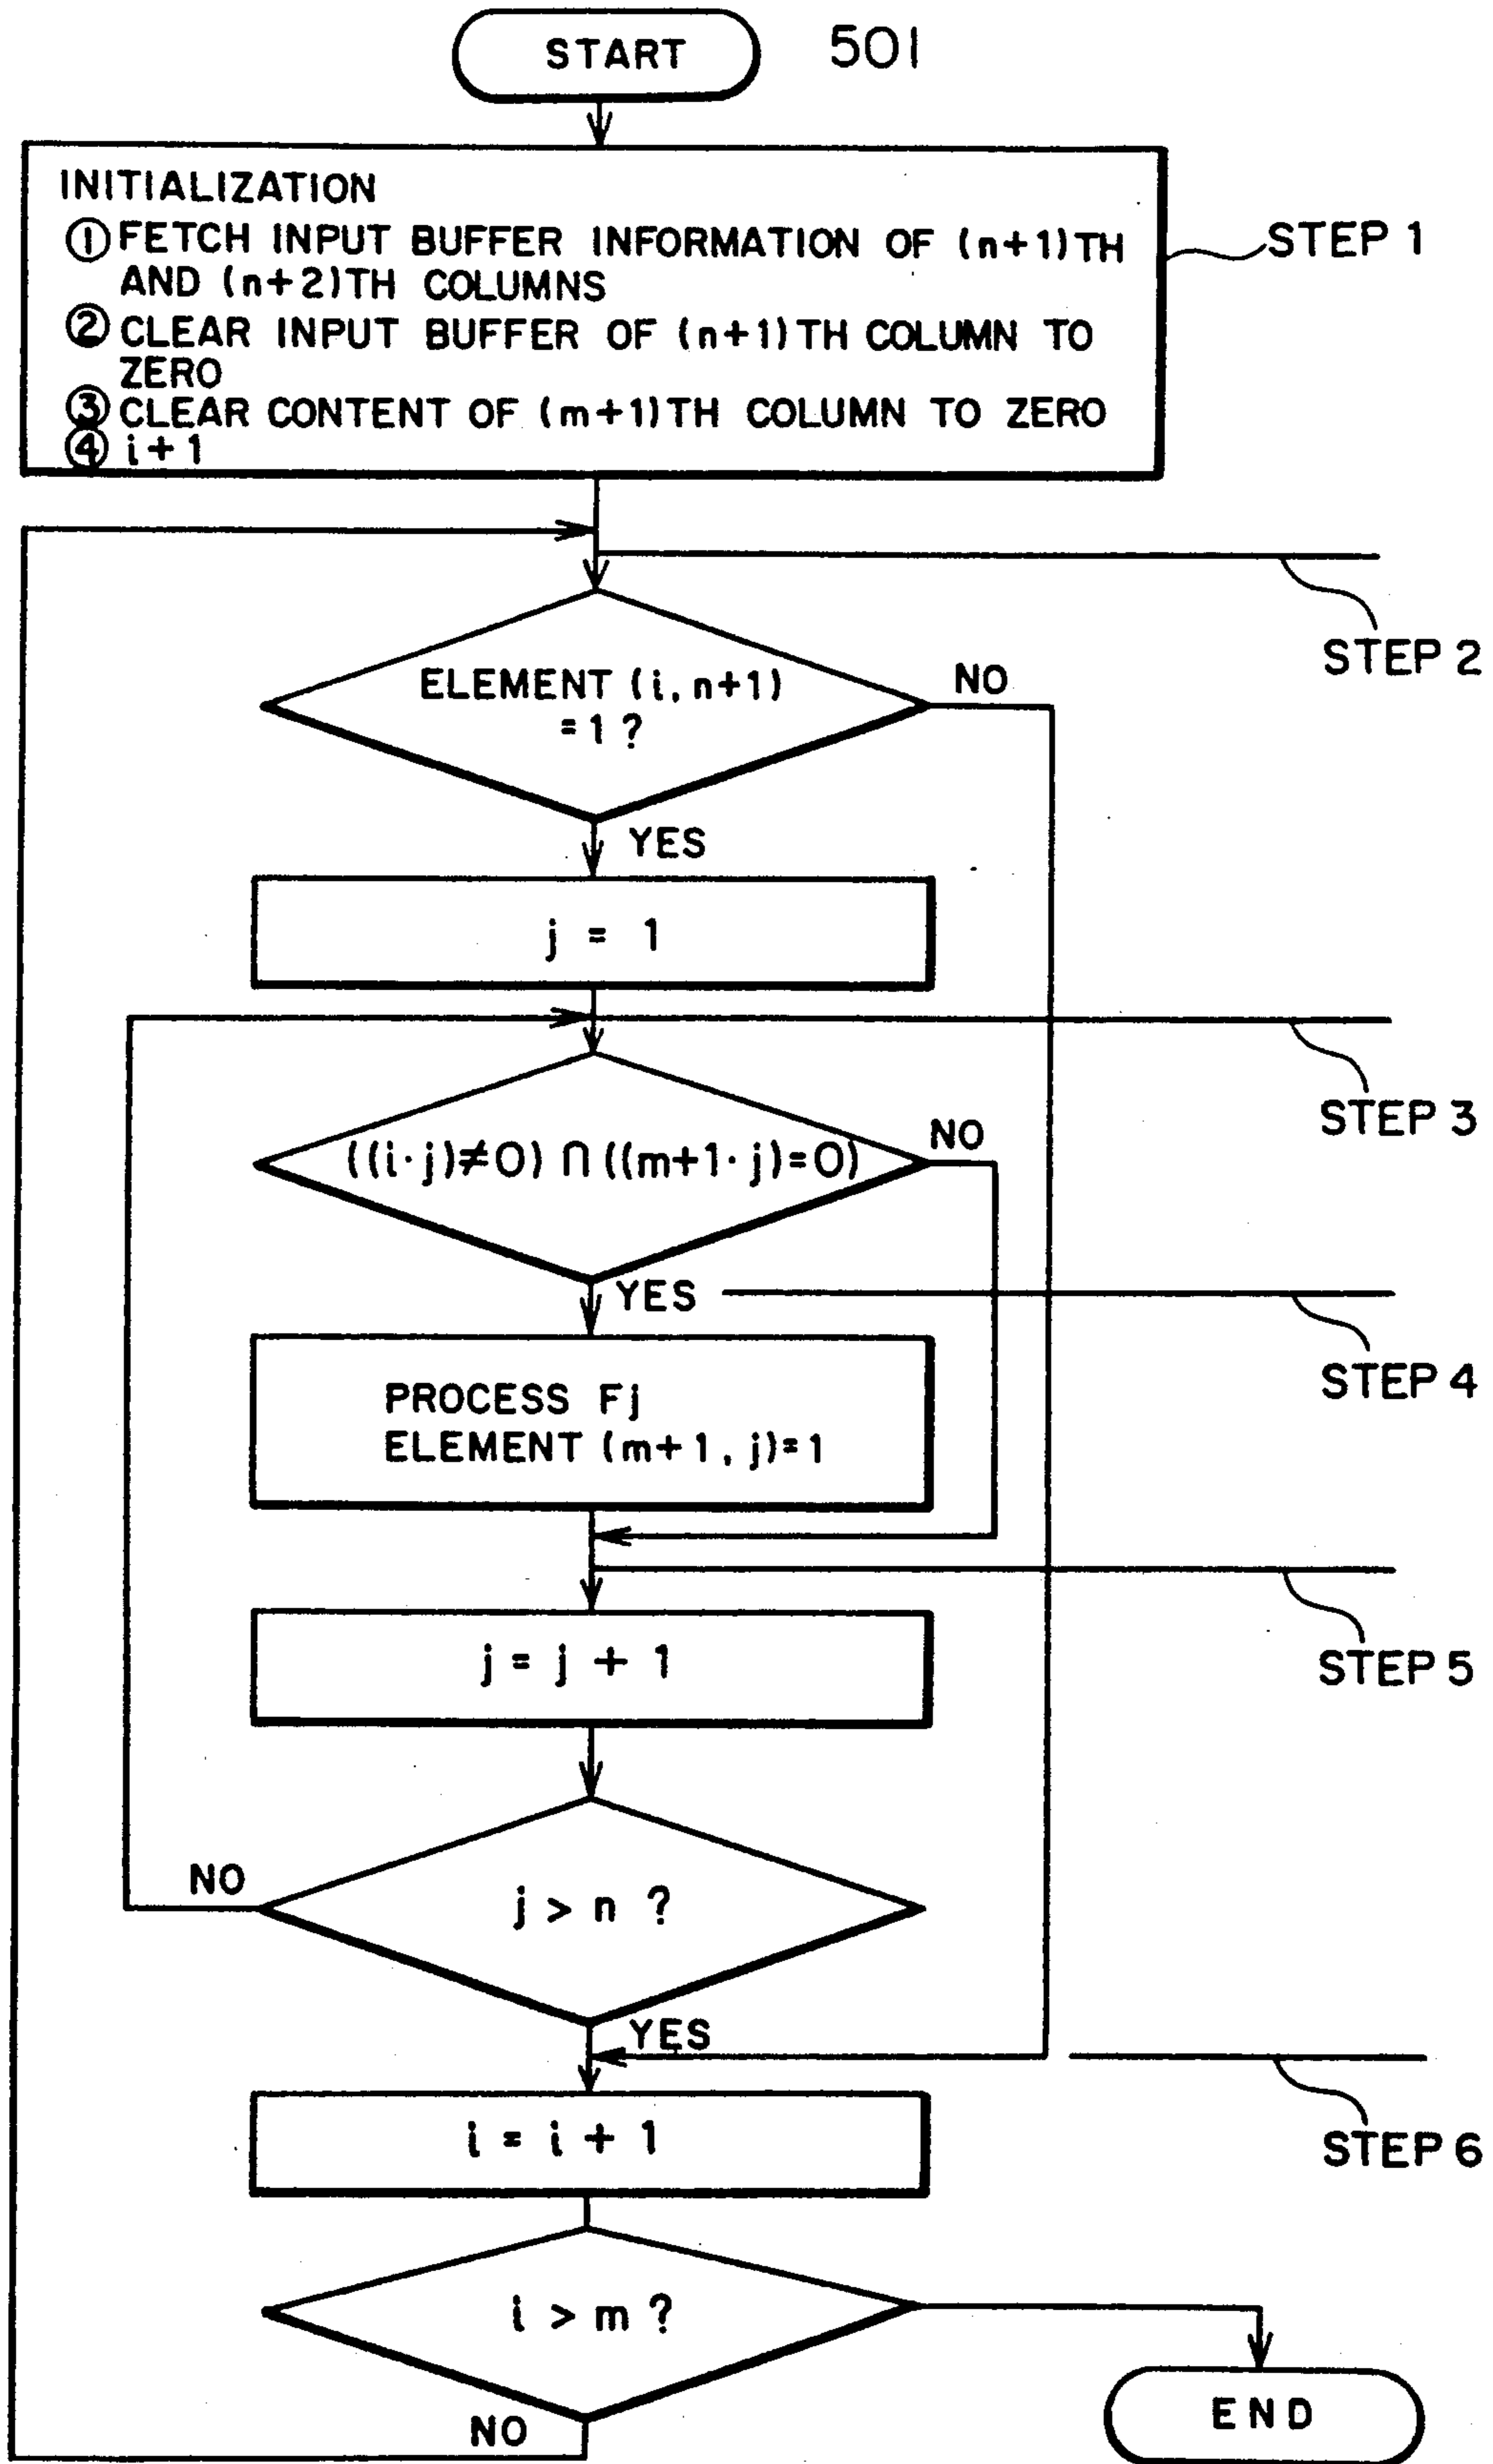 START
501
INITIALIZATION
① FETCH INPUT BUFFER INFORMATION OF (n+1)TH
AND (n+2)TH COLUMNS
② CLEAR INPUT BUFFER OF (n+1)TH COLUMN TO
ZERO
③ CLEAR CONTENT OF (m+1)TH COLUMN TO ZERO
④ i+1
STEP 1
STEP 2
ELEMENT (i, n+1)
=1 ?
NO
YES
j = 1
STEP 3
((i·j)≠0) ∩ ((m+1·j)=0)
NO
YES
STEP 4
PROCESS Fj
ELEMENT (m+1, j)=1
STEP 5
j = j + 1
NO
j > n ?
YES
STEP 6
i = i + 1
i > m ?
NO
END